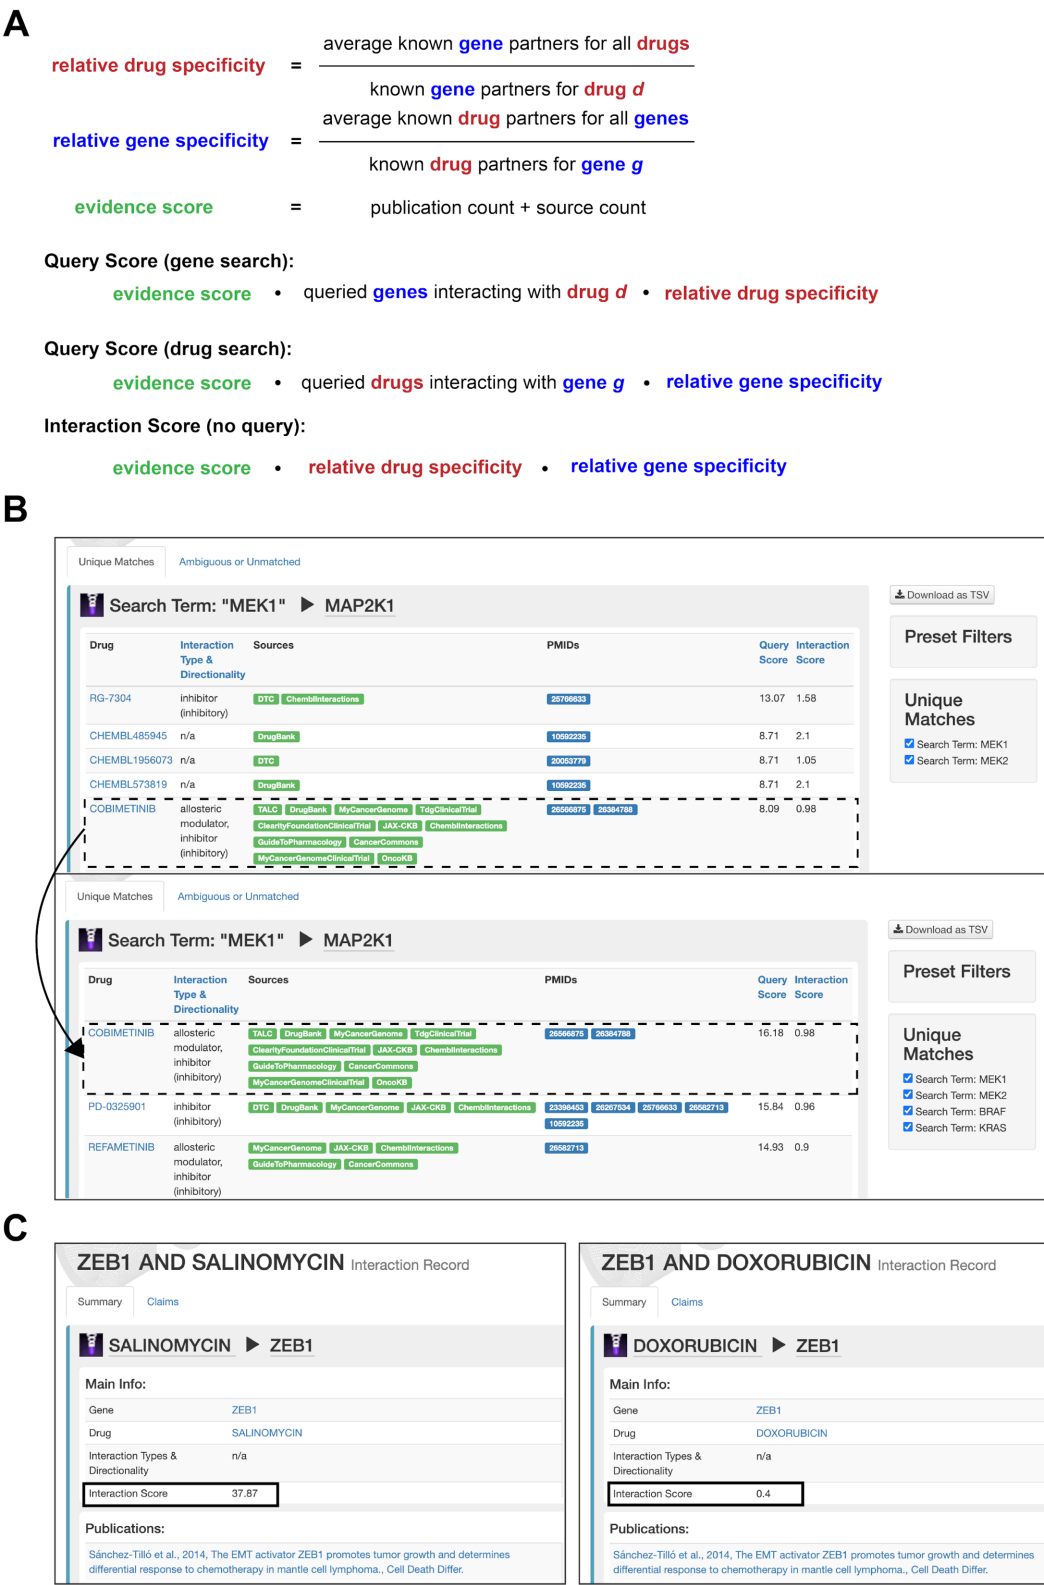 A
average known gene partners for all drugs
relative drug specificity =
known gene partners for drug d
average known drug partners for all genes
relative gene specificity =
known drug partners for gene g
evidence score = publication count + source count
Query Score (gene search):
evidence score • queried genes interacting with drug d • relative drug specificity
Query Score (drug search):
evidence score • queried drugs interacting with gene g • relative gene specificity
Interaction Score (no query):
evidence score • relative drug specificity • relative gene specificity
B
Unique Matches Ambiguous or Unmatched
Search Term: "MEK1" ▶ MAP2K1
Drug Interaction Sources PMIDs Query Interaction
Type & Score Score
Directionality
RG-7304 inhibitor DTC ChemblInteractions 25766633 13.07 1.58
(inhibitory)
CHEMBL485945 n/a DrugBank 10592235 8.71 2.1
CHEMBL1956073 n/a DTC 20053779 8.71 1.05
CHEMBL573819 n/a DrugBank 10592235 8.71 2.1
COBIMETINIB allosteric TALC DrugBank MyCancerGenome TdgClinicalTrial 26566875 26384788 8.09 0.98
modulator, ClearityFoundationClinicalTrial JAX-CKB ChemblInteractions
inhibitor GuideToPharmacology CancerCommons
(inhibitory) MyCancerGenomeClinicalTrial OncoKB
Download as TSV
Preset Filters
Unique
Matches
Search Term: MEK1
Search Term: MEK2
Unique Matches Ambiguous or Unmatched
Search Term: "MEK1" ▶ MAP2K1
Drug Interaction Sources PMIDs Query Interaction
Type & Score Score
Directionality
COBIMETINIB allosteric TALC DrugBank MyCancerGenome TdgClinicalTrial 26566875 26384788 16.18 0.98
modulator, ClearityFoundationClinicalTrial JAX-CKB ChemblInteractions
inhibitor GuideToPharmacology CancerCommons
(inhibitory) MyCancerGenomeClinicalTrial OncoKB
PD-0325901 inhibitor DTC DrugBank MyCancerGenome JAX-CKB ChemblInteractions 23398453 26267534 25766633 26582713 15.84 0.96
(inhibitory) 10592235
REFAMETINIB allosteric MyCancerGenome JAX-CKB ChemblInteractions 26582713 14.93 0.9
modulator, GuideToPharmacology CancerCommons
inhibitor
(inhibitory)
Download as TSV
Preset Filters
Unique
Matches
Search Term: MEK1
Search Term: MEK2
Search Term: BRAF
Search Term: KRAS
C
ZEB1 AND SALINOMYCIN Interaction Record
Summary Claims
SALINOMYCIN ▶ ZEB1
Main Info:
Gene ZEB1
Drug SALINOMYCIN
Interaction Types & n/a
Directionality
Interaction Score 37.87
Publications:
Sánchez-Tilló et al., 2014, The EMT activator ZEB1 promotes tumor growth and determines
differential response to chemotherapy in mantle cell lymphoma., Cell Death Differ.
ZEB1 AND DOXORUBICIN Interaction Record
Summary Claims
DOXORUBICIN ▶ ZEB1
Main Info:
Gene ZEB1
Drug DOXORUBICIN
Interaction Types & n/a
Directionality
Interaction Score 0.4
Publications:
Sánchez-Tilló et al., 2014, The EMT activator ZEB1 promotes tumor growth and determines
differential response to chemotherapy in mantle cell lymphoma., Cell Death Differ.